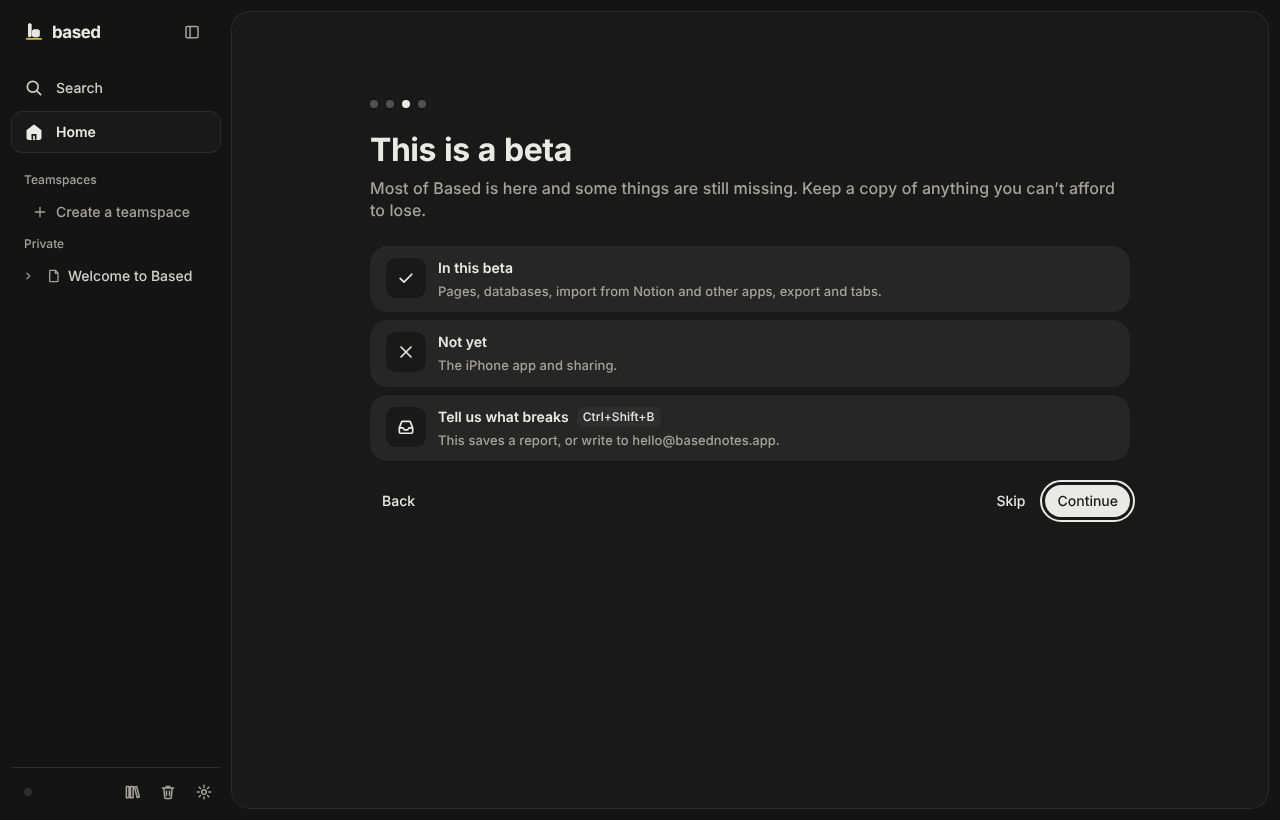 based
Search
Home
Teamspaces
Create a teamspace
Private
Welcome to Based
This is a beta
Most of Based is here and some things are still missing. Keep a copy of anything you can’t afford
to lose.
In this beta
Pages, databases, import from Notion and other apps, export and tabs.
Not yet
The iPhone app and sharing.
Tell us what breaks Ctrl+Shift+B
This saves a report, or write to hello@basednotes.app.
Back
Skip
Continue